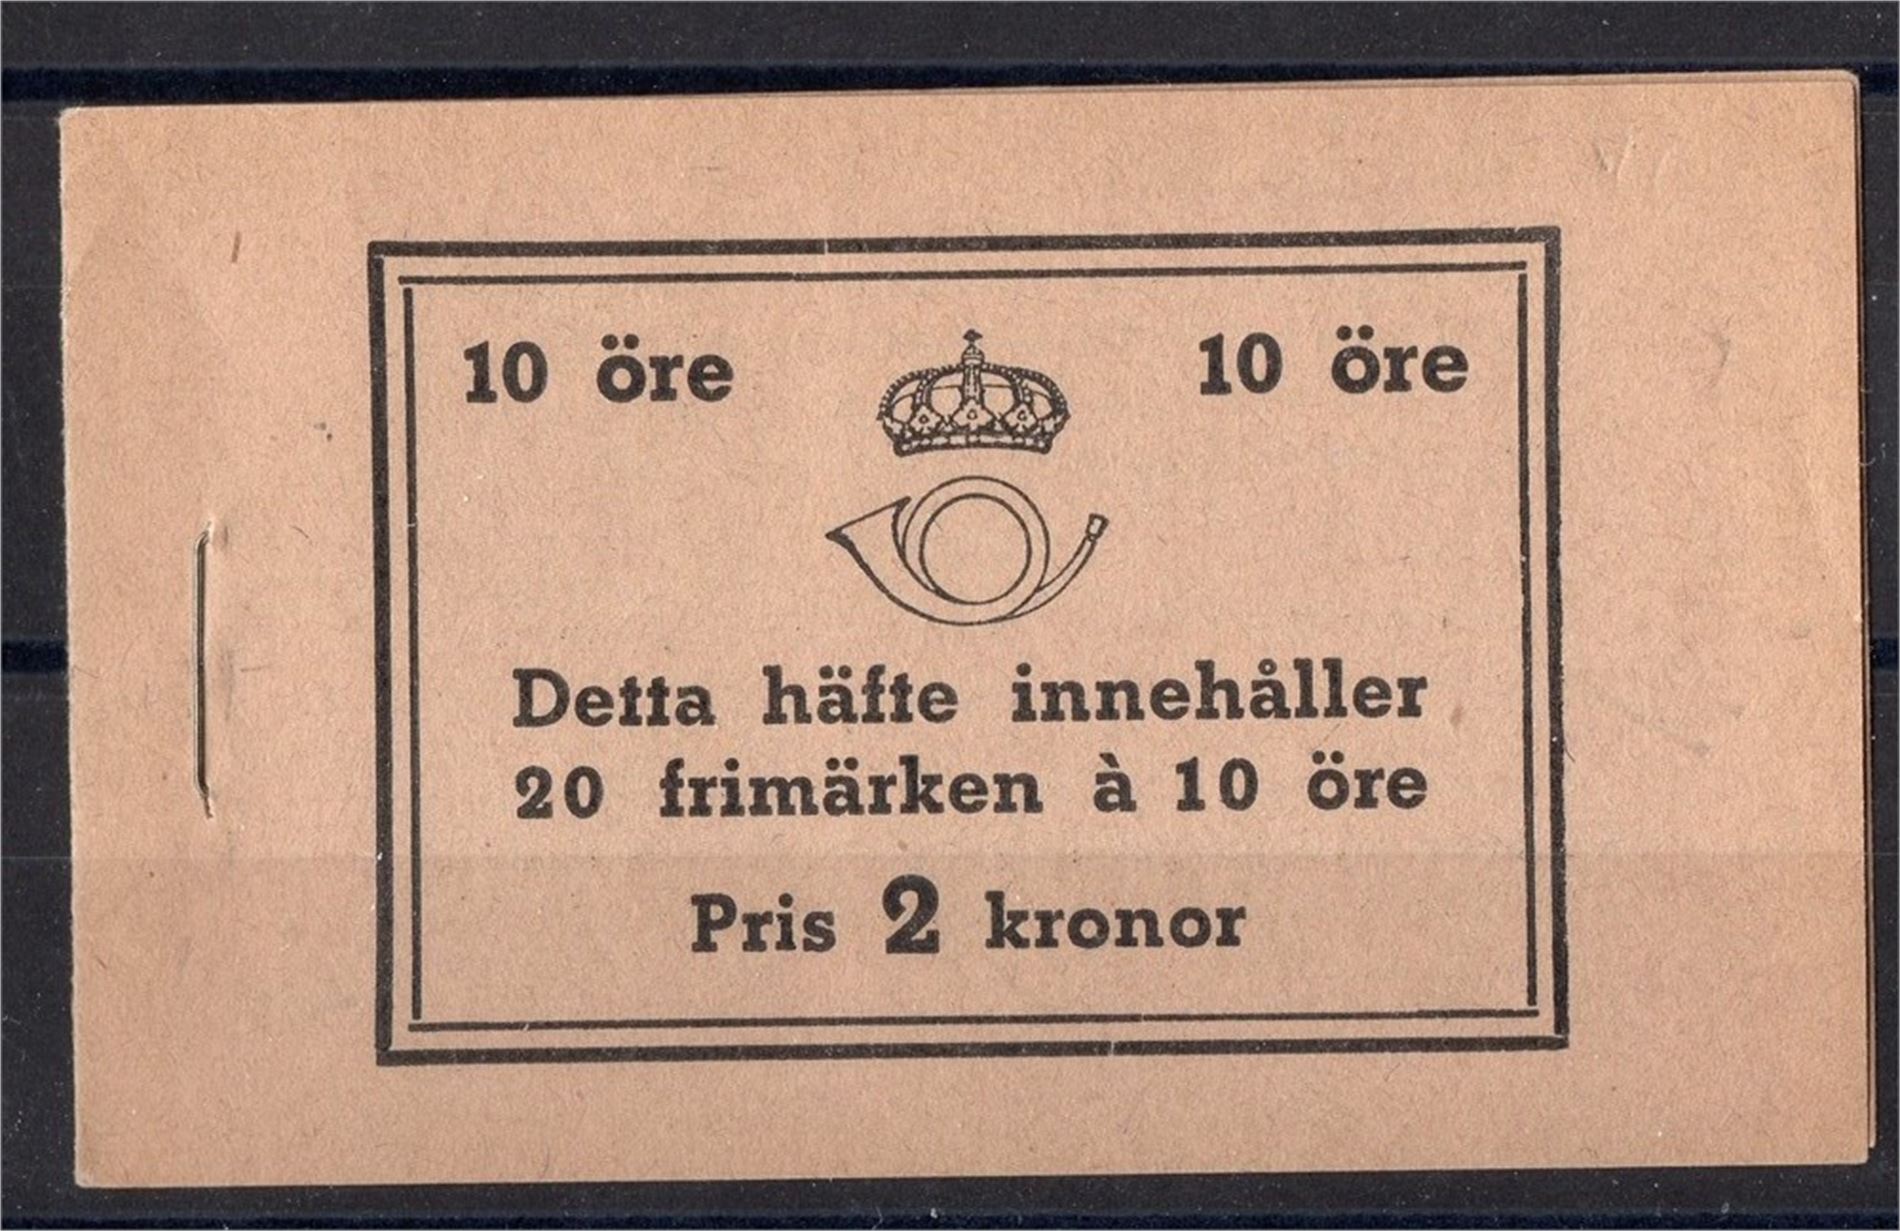 10 öre 10 öre
Detta häfte innehåller
20 frimärken à 10 öre
Pris 2 kronor